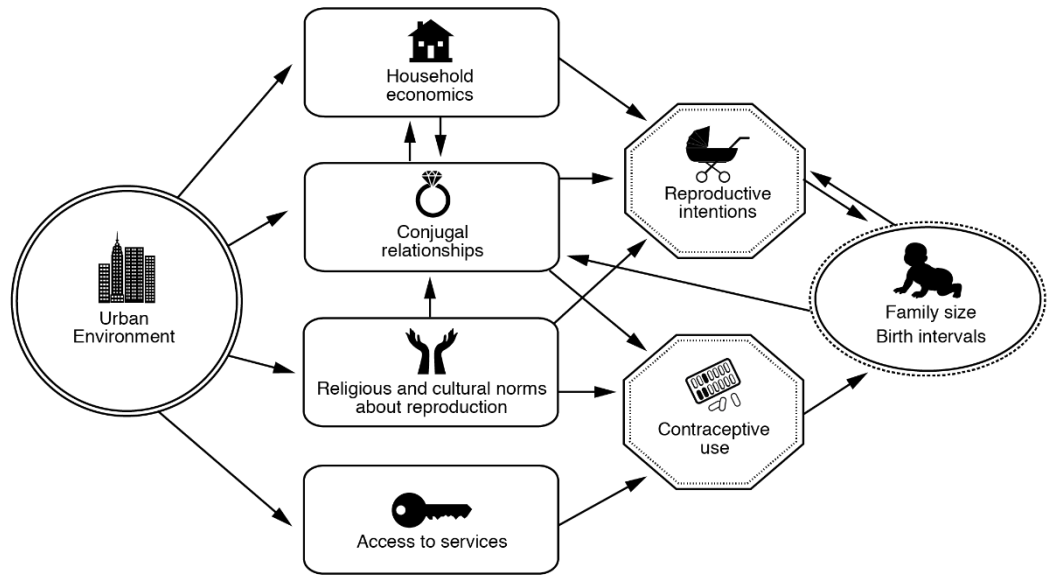 Household
economics
Conjugal
relationships
Urban
Environment
Religious and cultural norms
about reproduction
Access to services
Reproductive
intentions
Contraceptive
use
Family size
Birth intervals